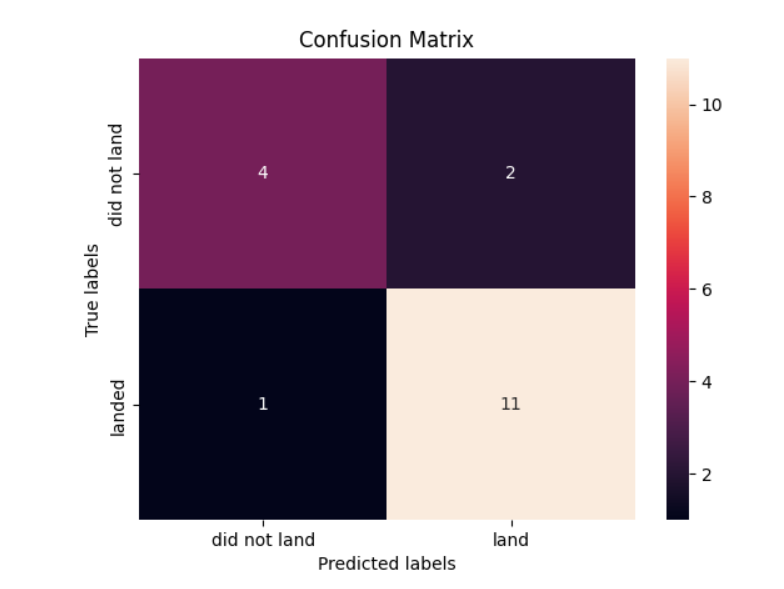 Confusion Matrix
did not land
landed
True labels
4
2
1
11
did not land
land
Predicted labels
10
8
6
4
2